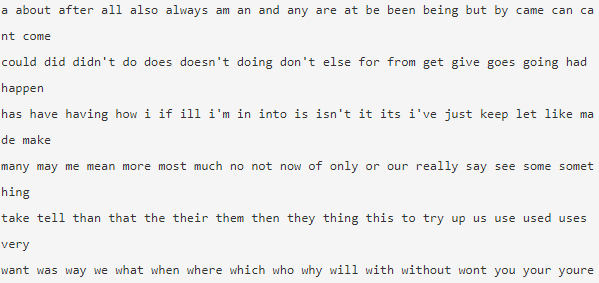 a about after all also always am an and any are at be been being but by came can ca
nt come
could did didn't do does doesn't doing don't else for from get give goes going had
happen
has have having how i if ill i'm in into is isn't it its i've just keep let like ma
de make
many may me mean more most much no not now of only or our really say see some somet
hing
take tell than that the their them then they thing this to try up us use used uses
very
want was way we what when where which who why will with without wont you your youre